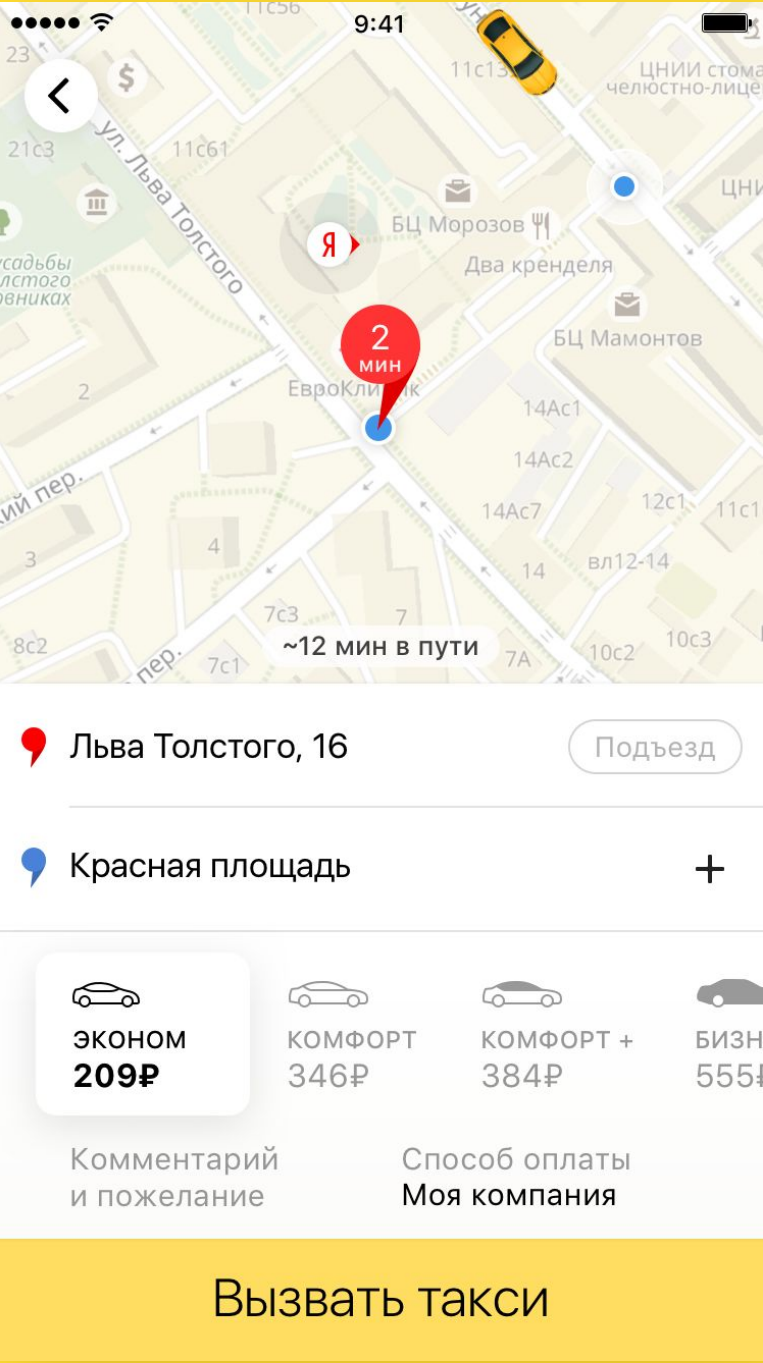 11с56
9:41
23
$
11с13
ЦНИИ стома
челюстно-лице
21с3
11с61
ул. Льва Толстого
ЦНИ
БЦ Морозов
Я
Два кренделя
усадьбы
лстого
овниках
БЦ Мамонтов
2
мин
2
14Ас1
14Ас2
ий пер.
12с1
11с1
14Ас7
4
3
вл12-14
14
7с3
7
8с2
~12 мин в пути
10с3
10с2
7А
пер.
7с1
Льва Толстого, 16
Подъезд
Красная площадь
+
ЭКОНОМ
КОМФОРТ
КОМФОРТ +
БИЗН
209₽
346₽
384₽
555₽
Комментарий
и пожелание
Способ оплаты
Моя компания
Вызвать такси